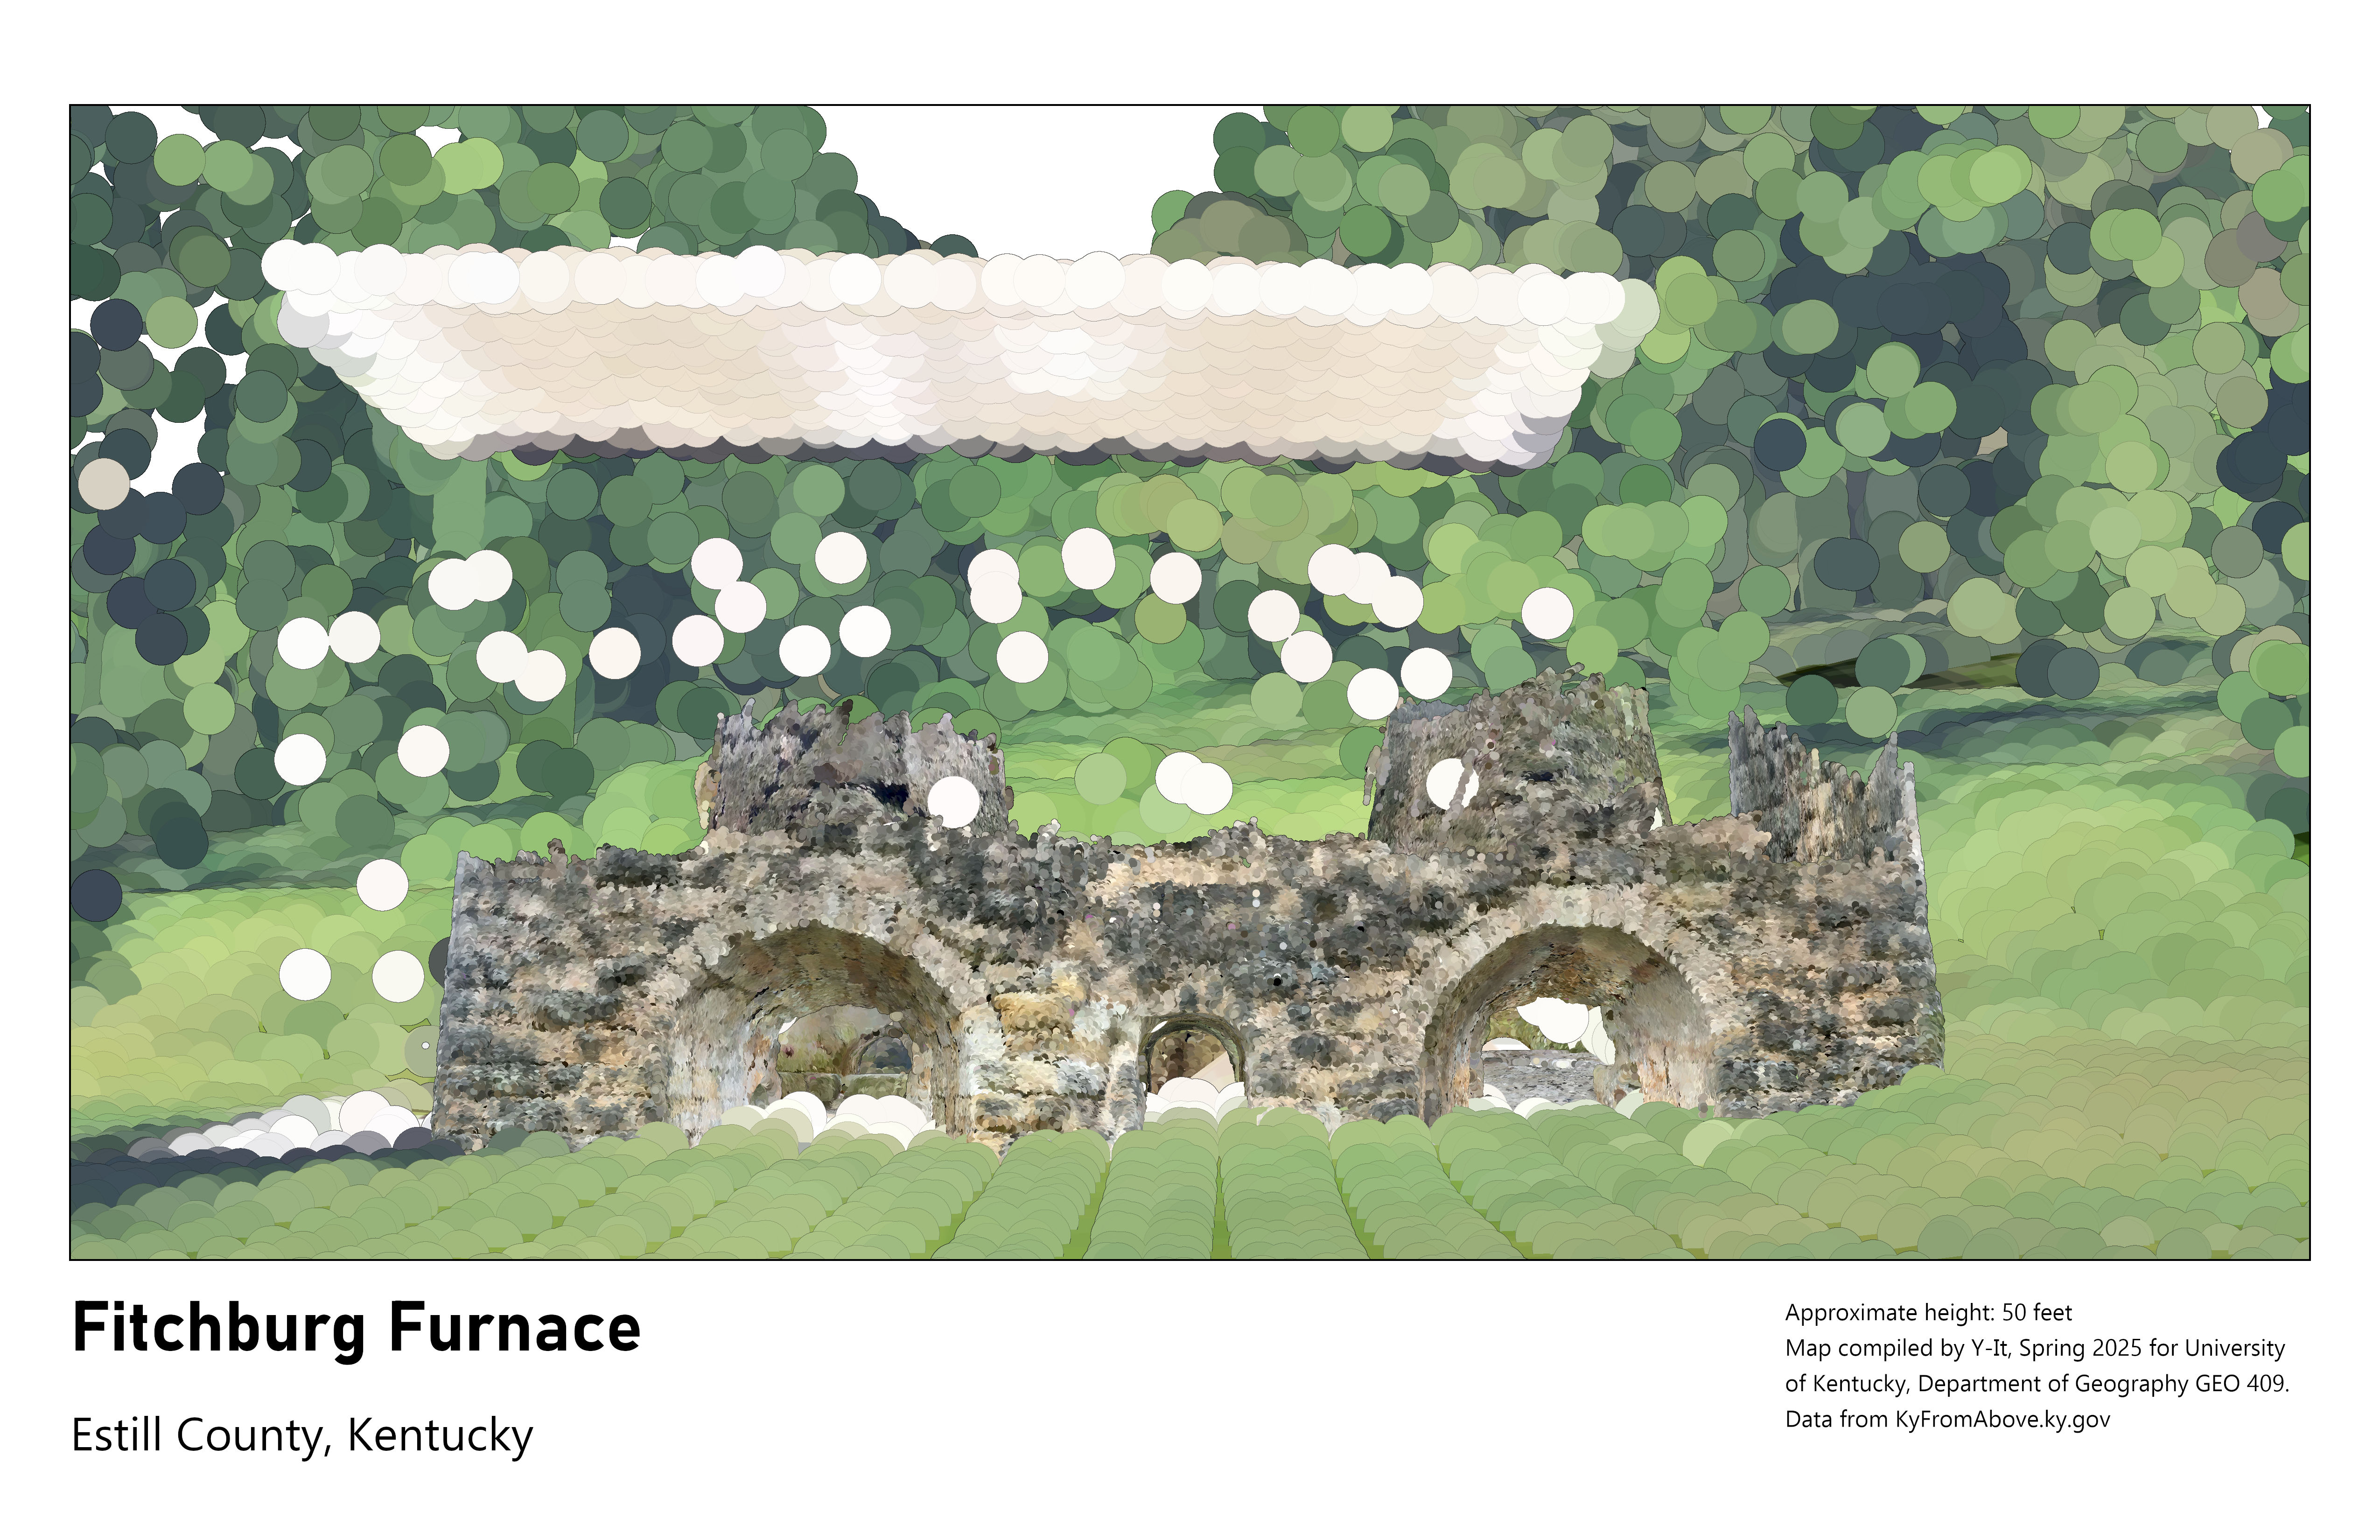 Fitchburg Furnace
Estill County, Kentucky
Approximate height: 50 feet
Map compiled by Y-It, Spring 2025 for University
of Kentucky, Department of Geography GEO 409.
Data from KyFromAbove.ky.gov